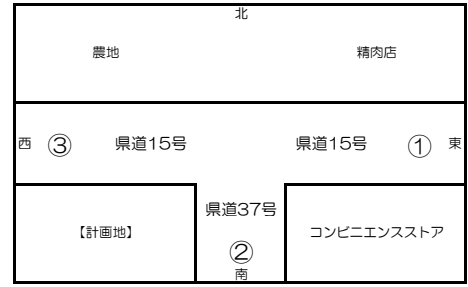 北
農地 精肉店
西 ③ 県道15号 県道15号 ① 東
県道37号
【計画地】 コンビニエンスストア
②
南